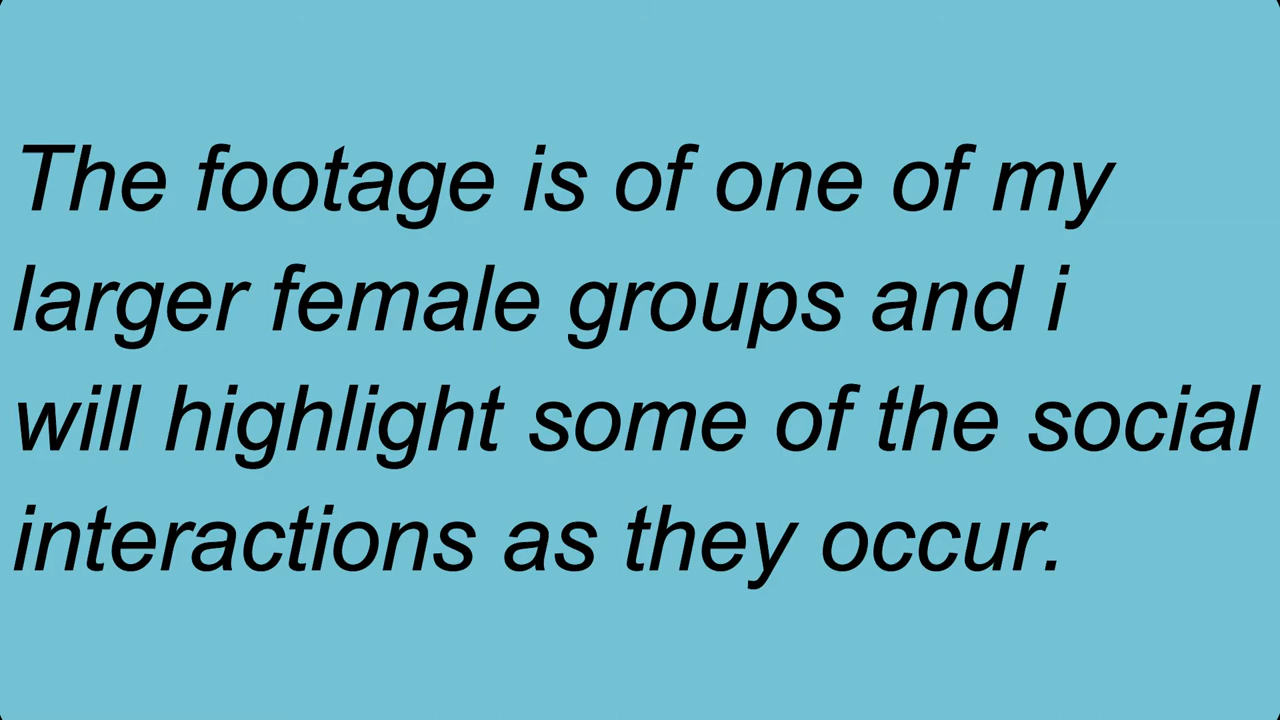 The footage is of one of my
larger female groups and i
will highlight some of the social
interactions as they occur.